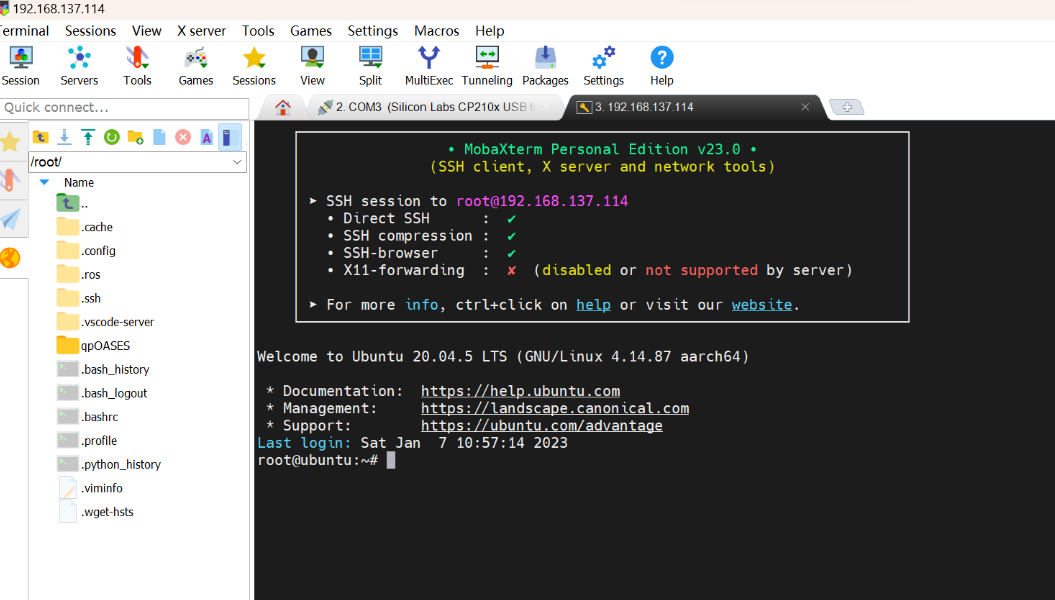 192.168.137.114
Terminal Sessions View X server Tools Games Settings Macros Help
Session Servers Tools Games Sessions View Split MultiExec Tunneling Packages Settings Help
Quick connect...
2. COM3 (Silicon Labs CP210x USB
3. 192.168.137.114
/root/
Name
..
.cache
.config
.ros
.ssh
.vscode-server
qpOASES
.bash_history
.bash_logout
.bashrc
.profile
.python_history
.viminfo
.wget-hsts
• MobaXterm Personal Edition v23.0 •
(SSH client, X server and network tools)
➤ SSH session to root@192.168.137.114
• Direct SSH : ✔
• SSH compression : ✔
• SSH-browser : ✔
• X11-forwarding : ✘ (disabled or not supported by server)
➤ For more info, ctrl+click on help or visit our website.
Welcome to Ubuntu 20.04.5 LTS (GNU/Linux 4.14.87 aarch64)
* Documentation: https://help.ubuntu.com
* Management: https://landscape.canonical.com
* Support: https://ubuntu.com/advantage
Last login: Sat Jan 7 10:57:14 2023
root@ubuntu:~#